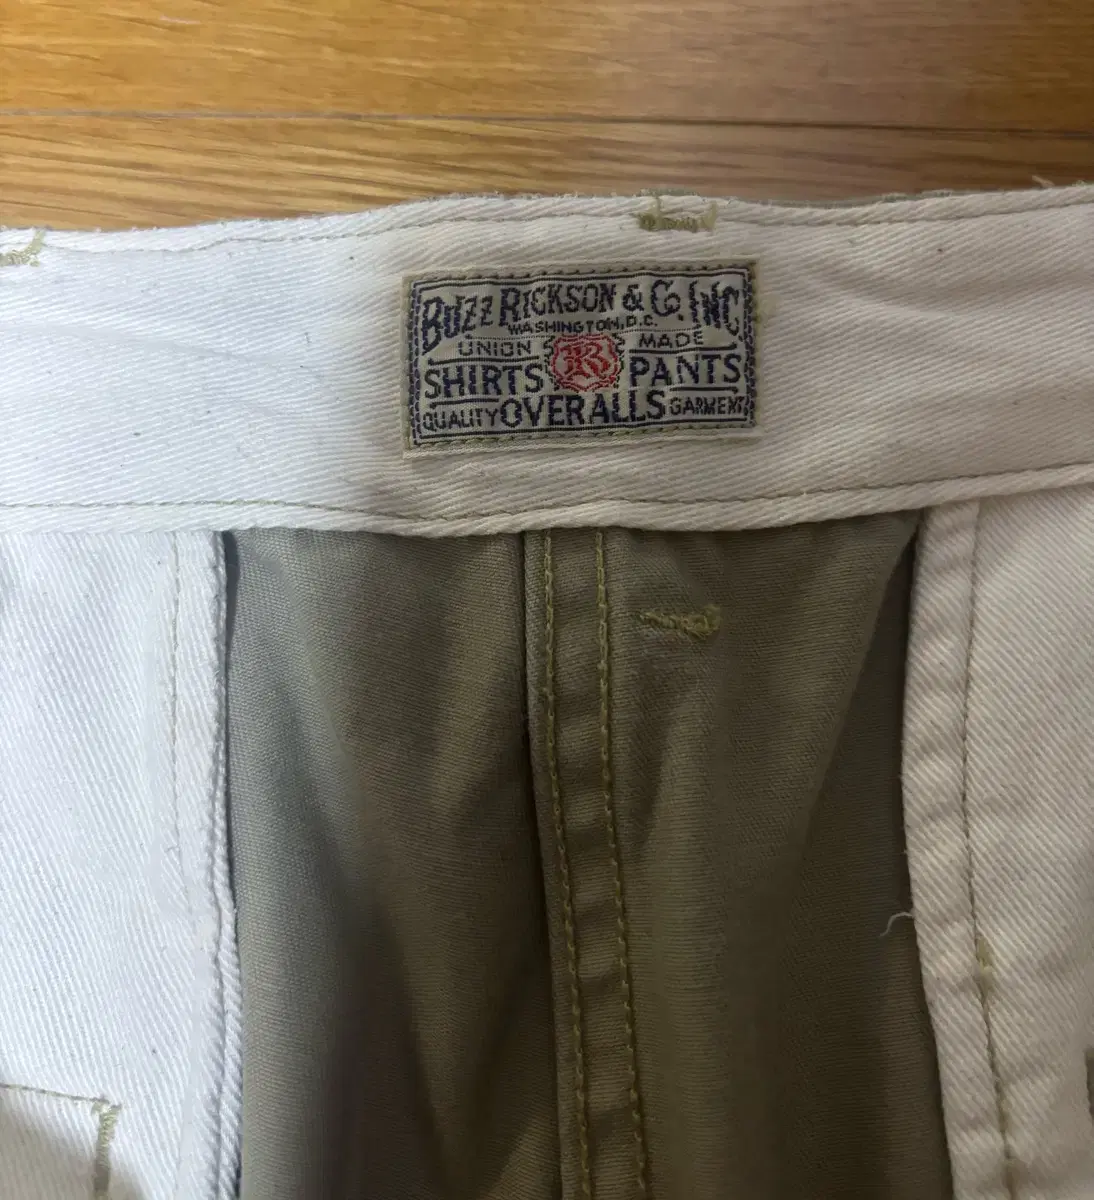 BUZZ RICKSON & CO. INC
WASHINGTON, D.C.
UNION R MADE
SHIRTS PANTS
QUALITY OVERALLS GARMENT